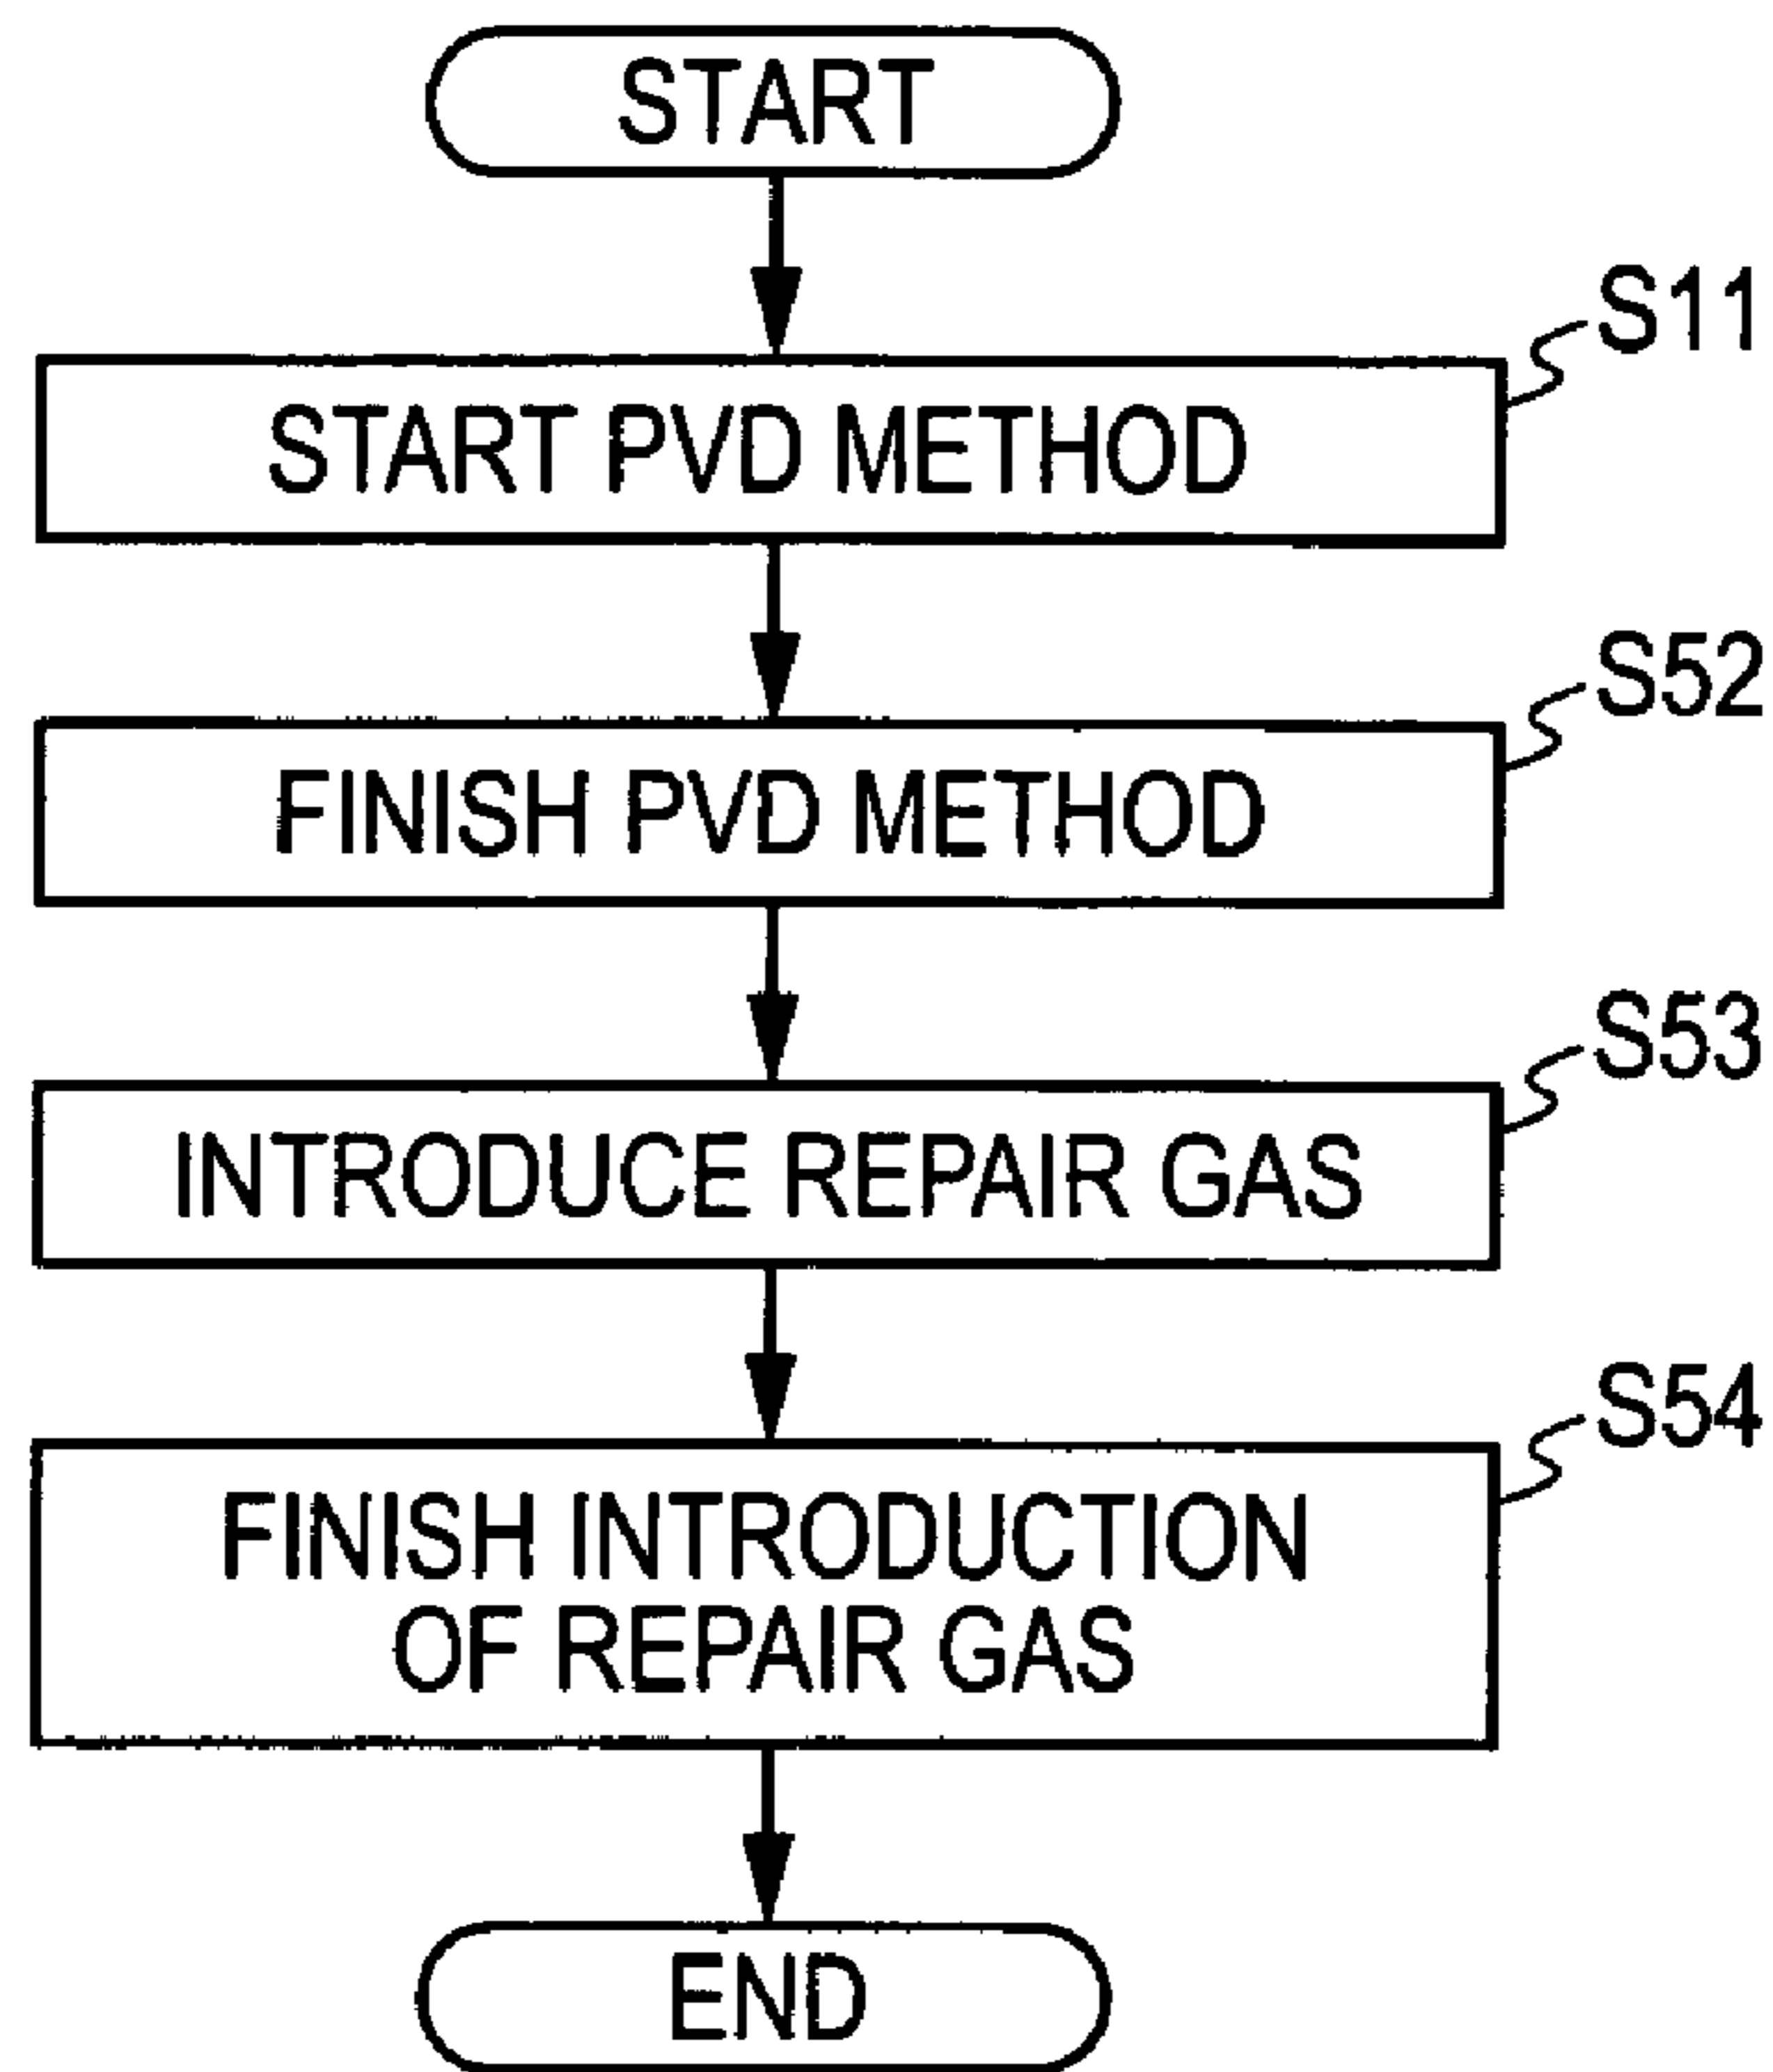 START
S11
START PVD METHOD
S52
FINISH PVD METHOD
S53
INTRODUCE REPAIR GAS
S54
FINISH INTRODUCTION
OF REPAIR GAS
END